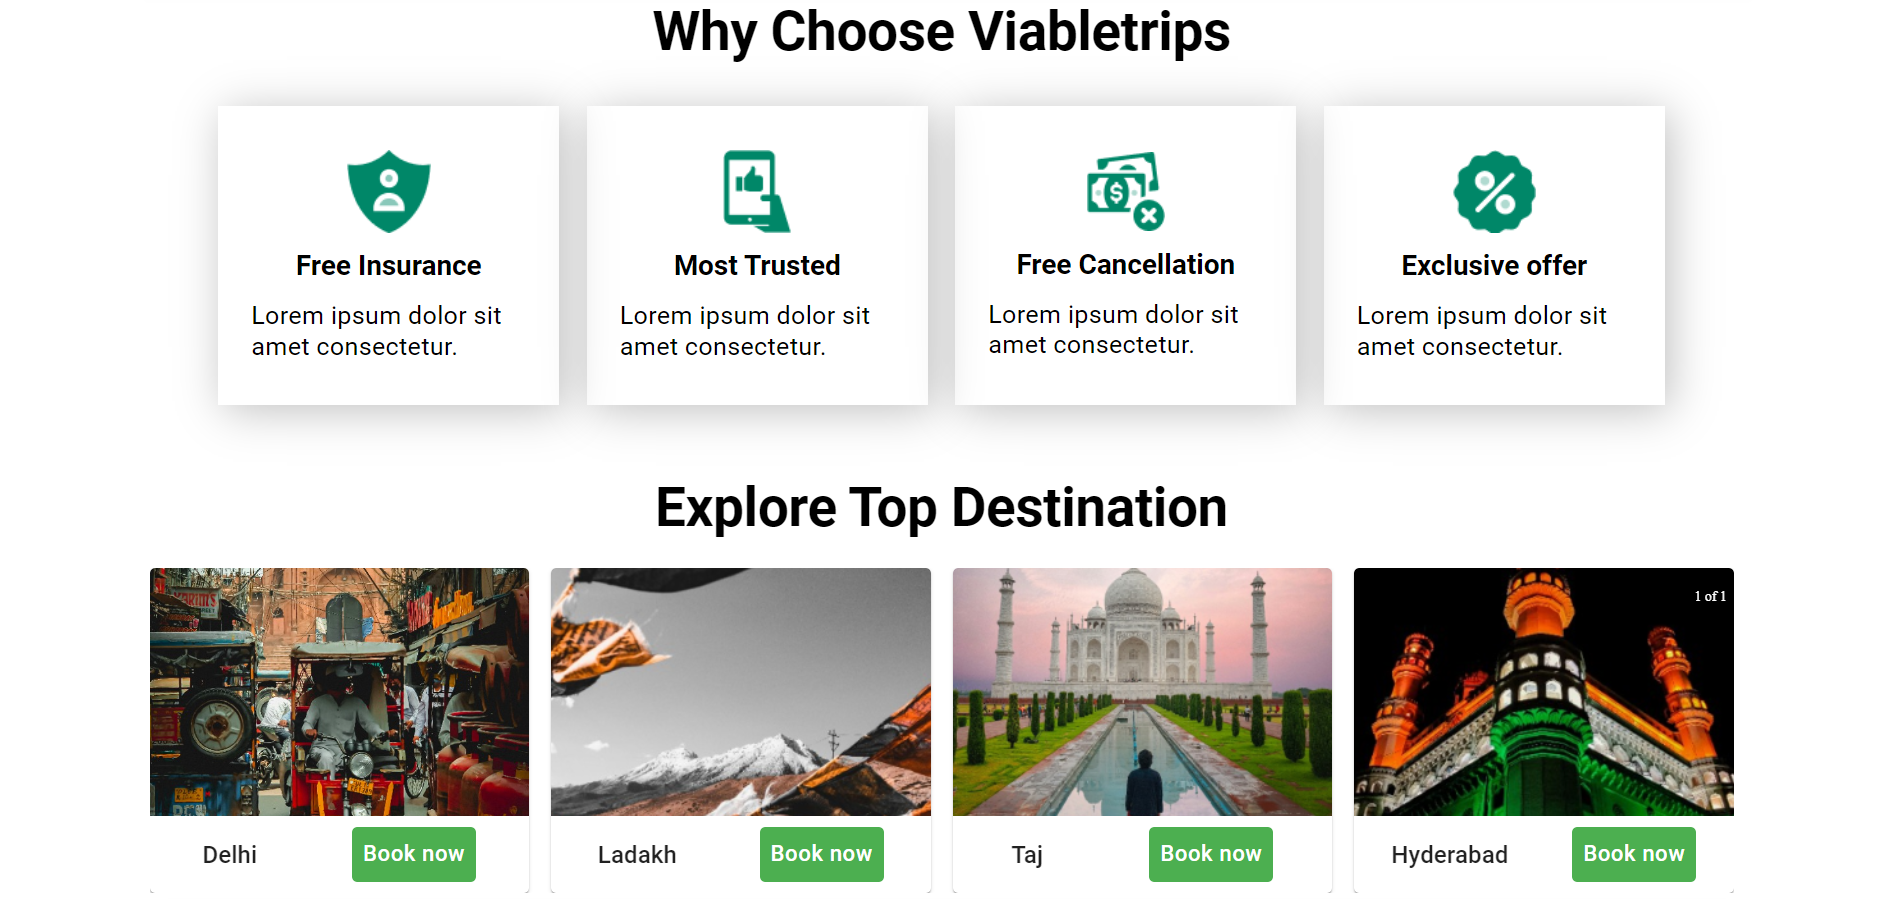 Why Choose Viabletrips
Free Insurance
Lorem ipsum dolor sit
amet consectetur.
Most Trusted
Lorem ipsum dolor sit
amet consectetur.
Free Cancellation
Lorem ipsum dolor sit
amet consectetur.
Exclusive offer
Lorem ipsum dolor sit
amet consectetur.
Explore Top Destination
1 of 1
Delhi
Book now
Ladakh
Book now
Taj
Book now
Hyderabad
Book now